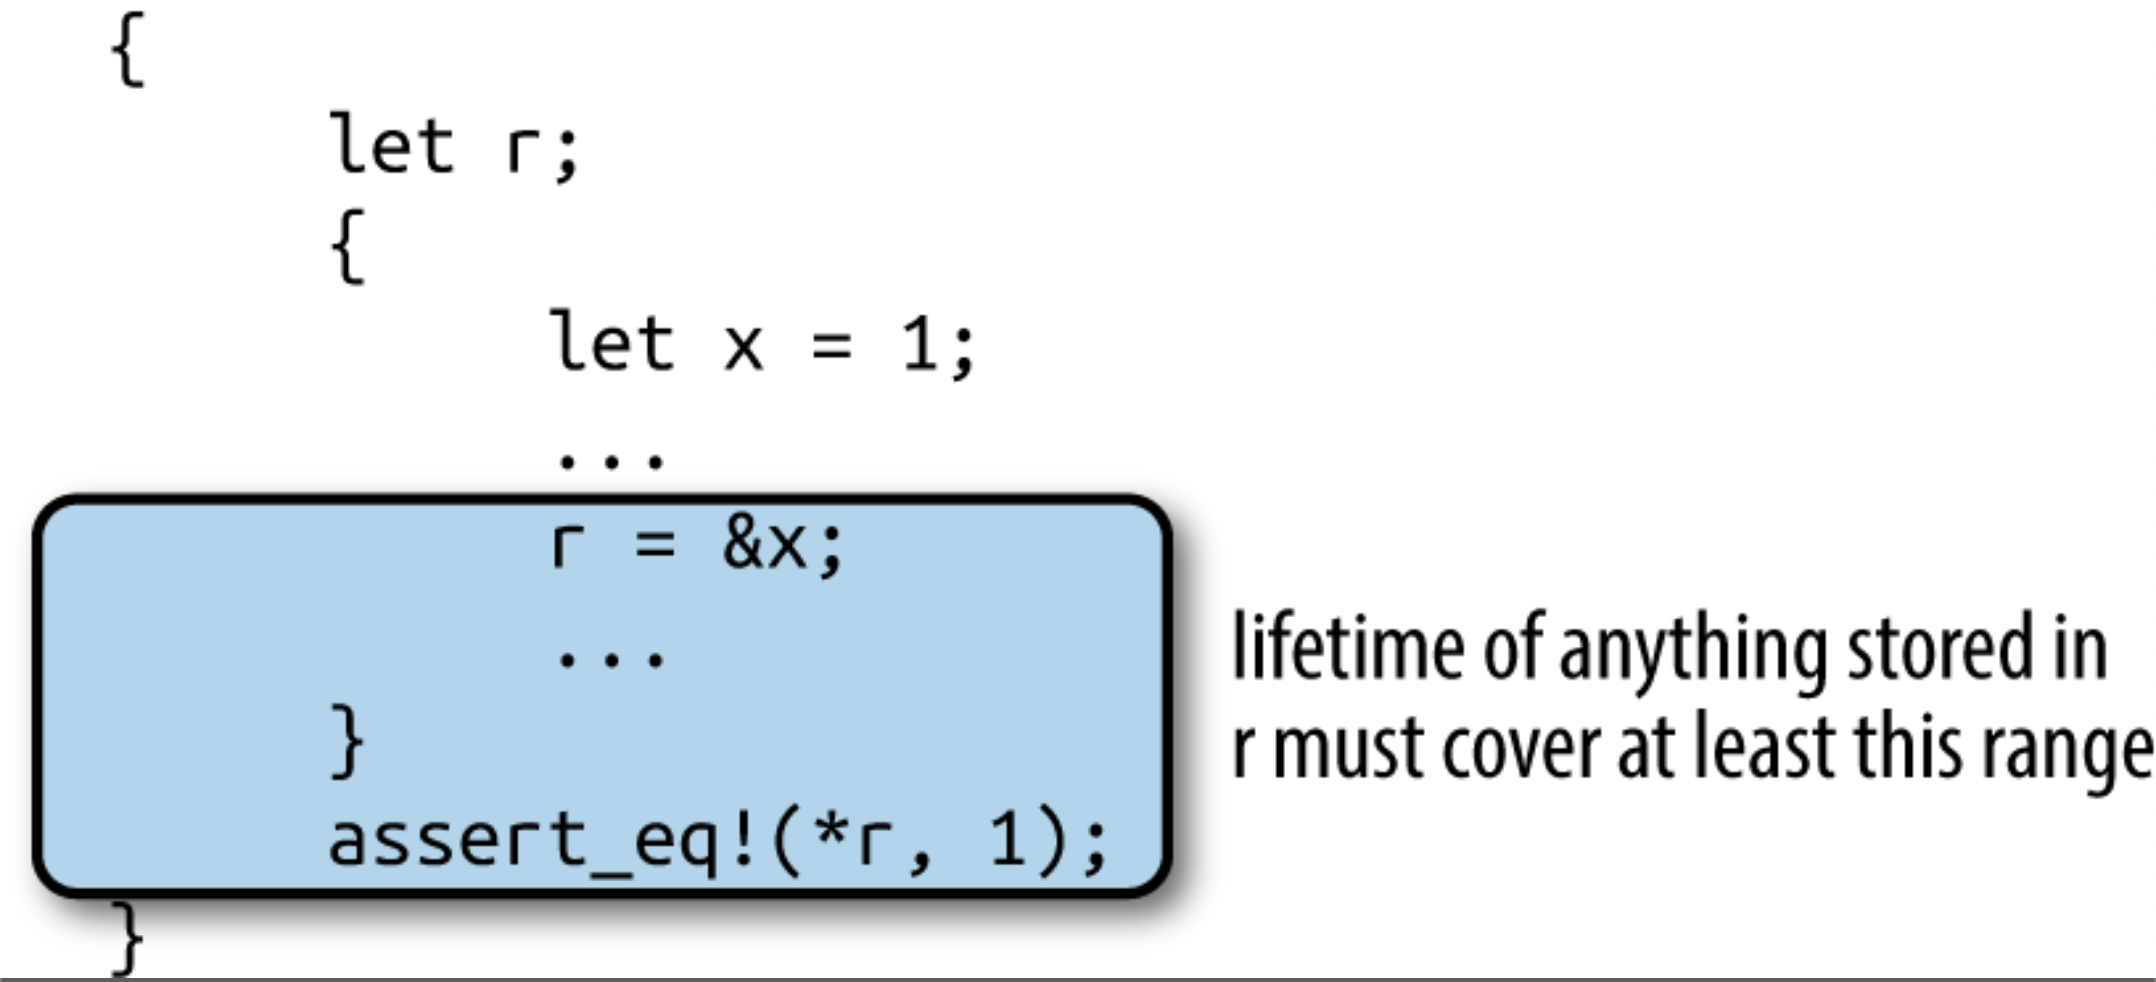 {
let r;
{
let x = 1;
...
r = &x;
...
}
assert_eq!(*r, 1);
}
lifetime of anything stored in
r must cover at least this range